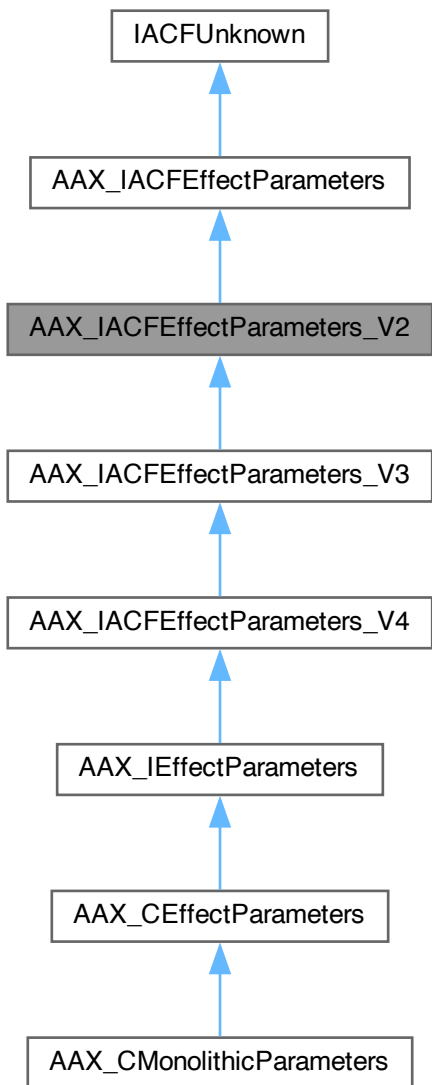 IACFUnknown
AAX_IACFEffectParameters
AAX_IACFEffectParameters_V2
AAX_IACFEffectParameters_V3
AAX_IACFEffectParameters_V4
AAX_IEffectParameters
AAX_CEffectParameters
AAX_CMonolithicParameters